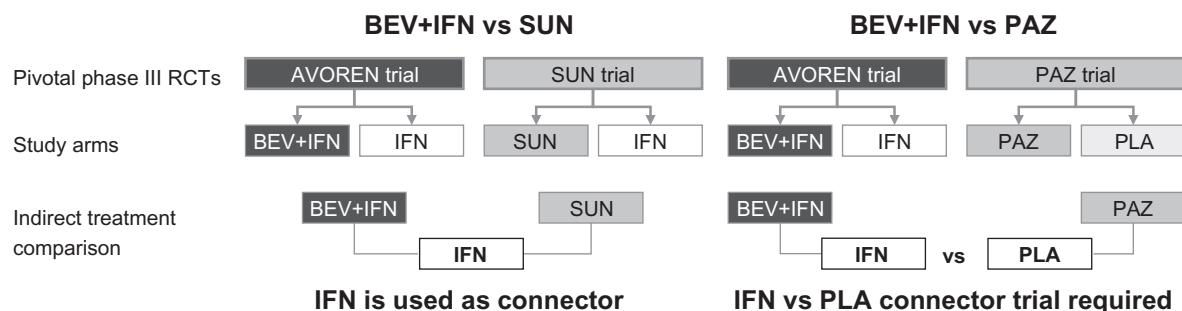 BEV+IFN vs SUN BEV+IFN vs PAZ
Pivotal phase III RCTs AVOREN trial SUN trial AVOREN trial PAZ trial
Study arms BEV+IFN IFN SUN IFN BEV+IFN IFN PAZ PLA
BEV+IFN SUN BEV+IFN PAZ
Indirect treatment
comparison
IFN IFN vs PLA
IFN is used as connector IFN vs PLA connector trial required